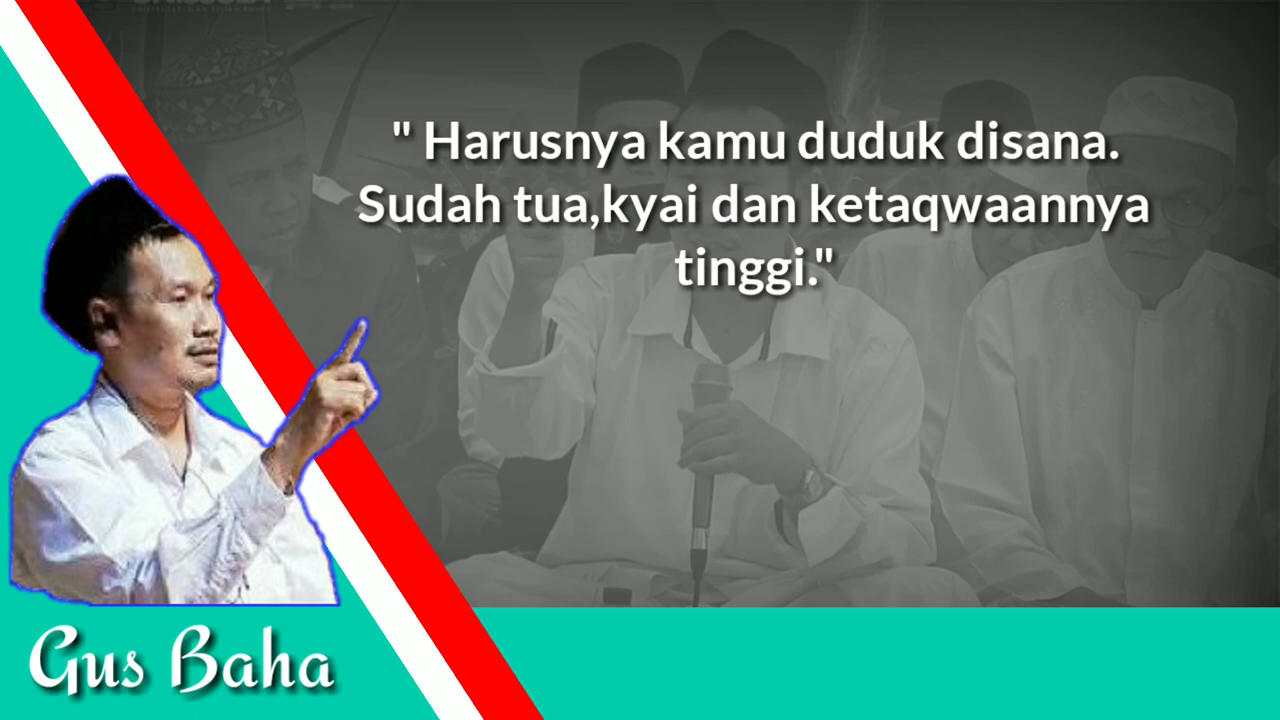 " Harusnya kamu duduk disana.
Sudah tua,kyai dan ketaqwaannya
tinggi."
Gus Baha